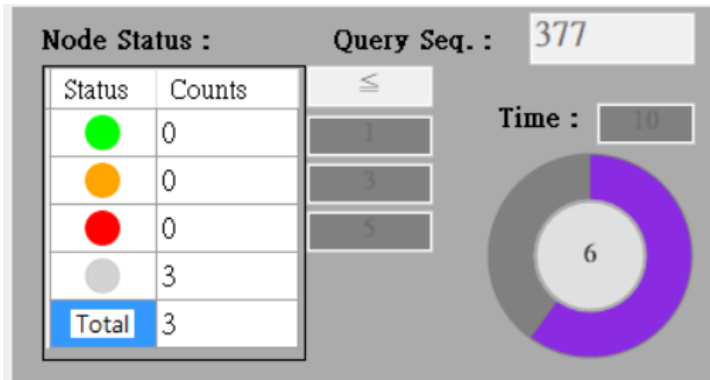 Node Status : Query Seq. : 377
Status Counts ≦
Time : 10
0 1
0 3
0 5
3
6
Total 3